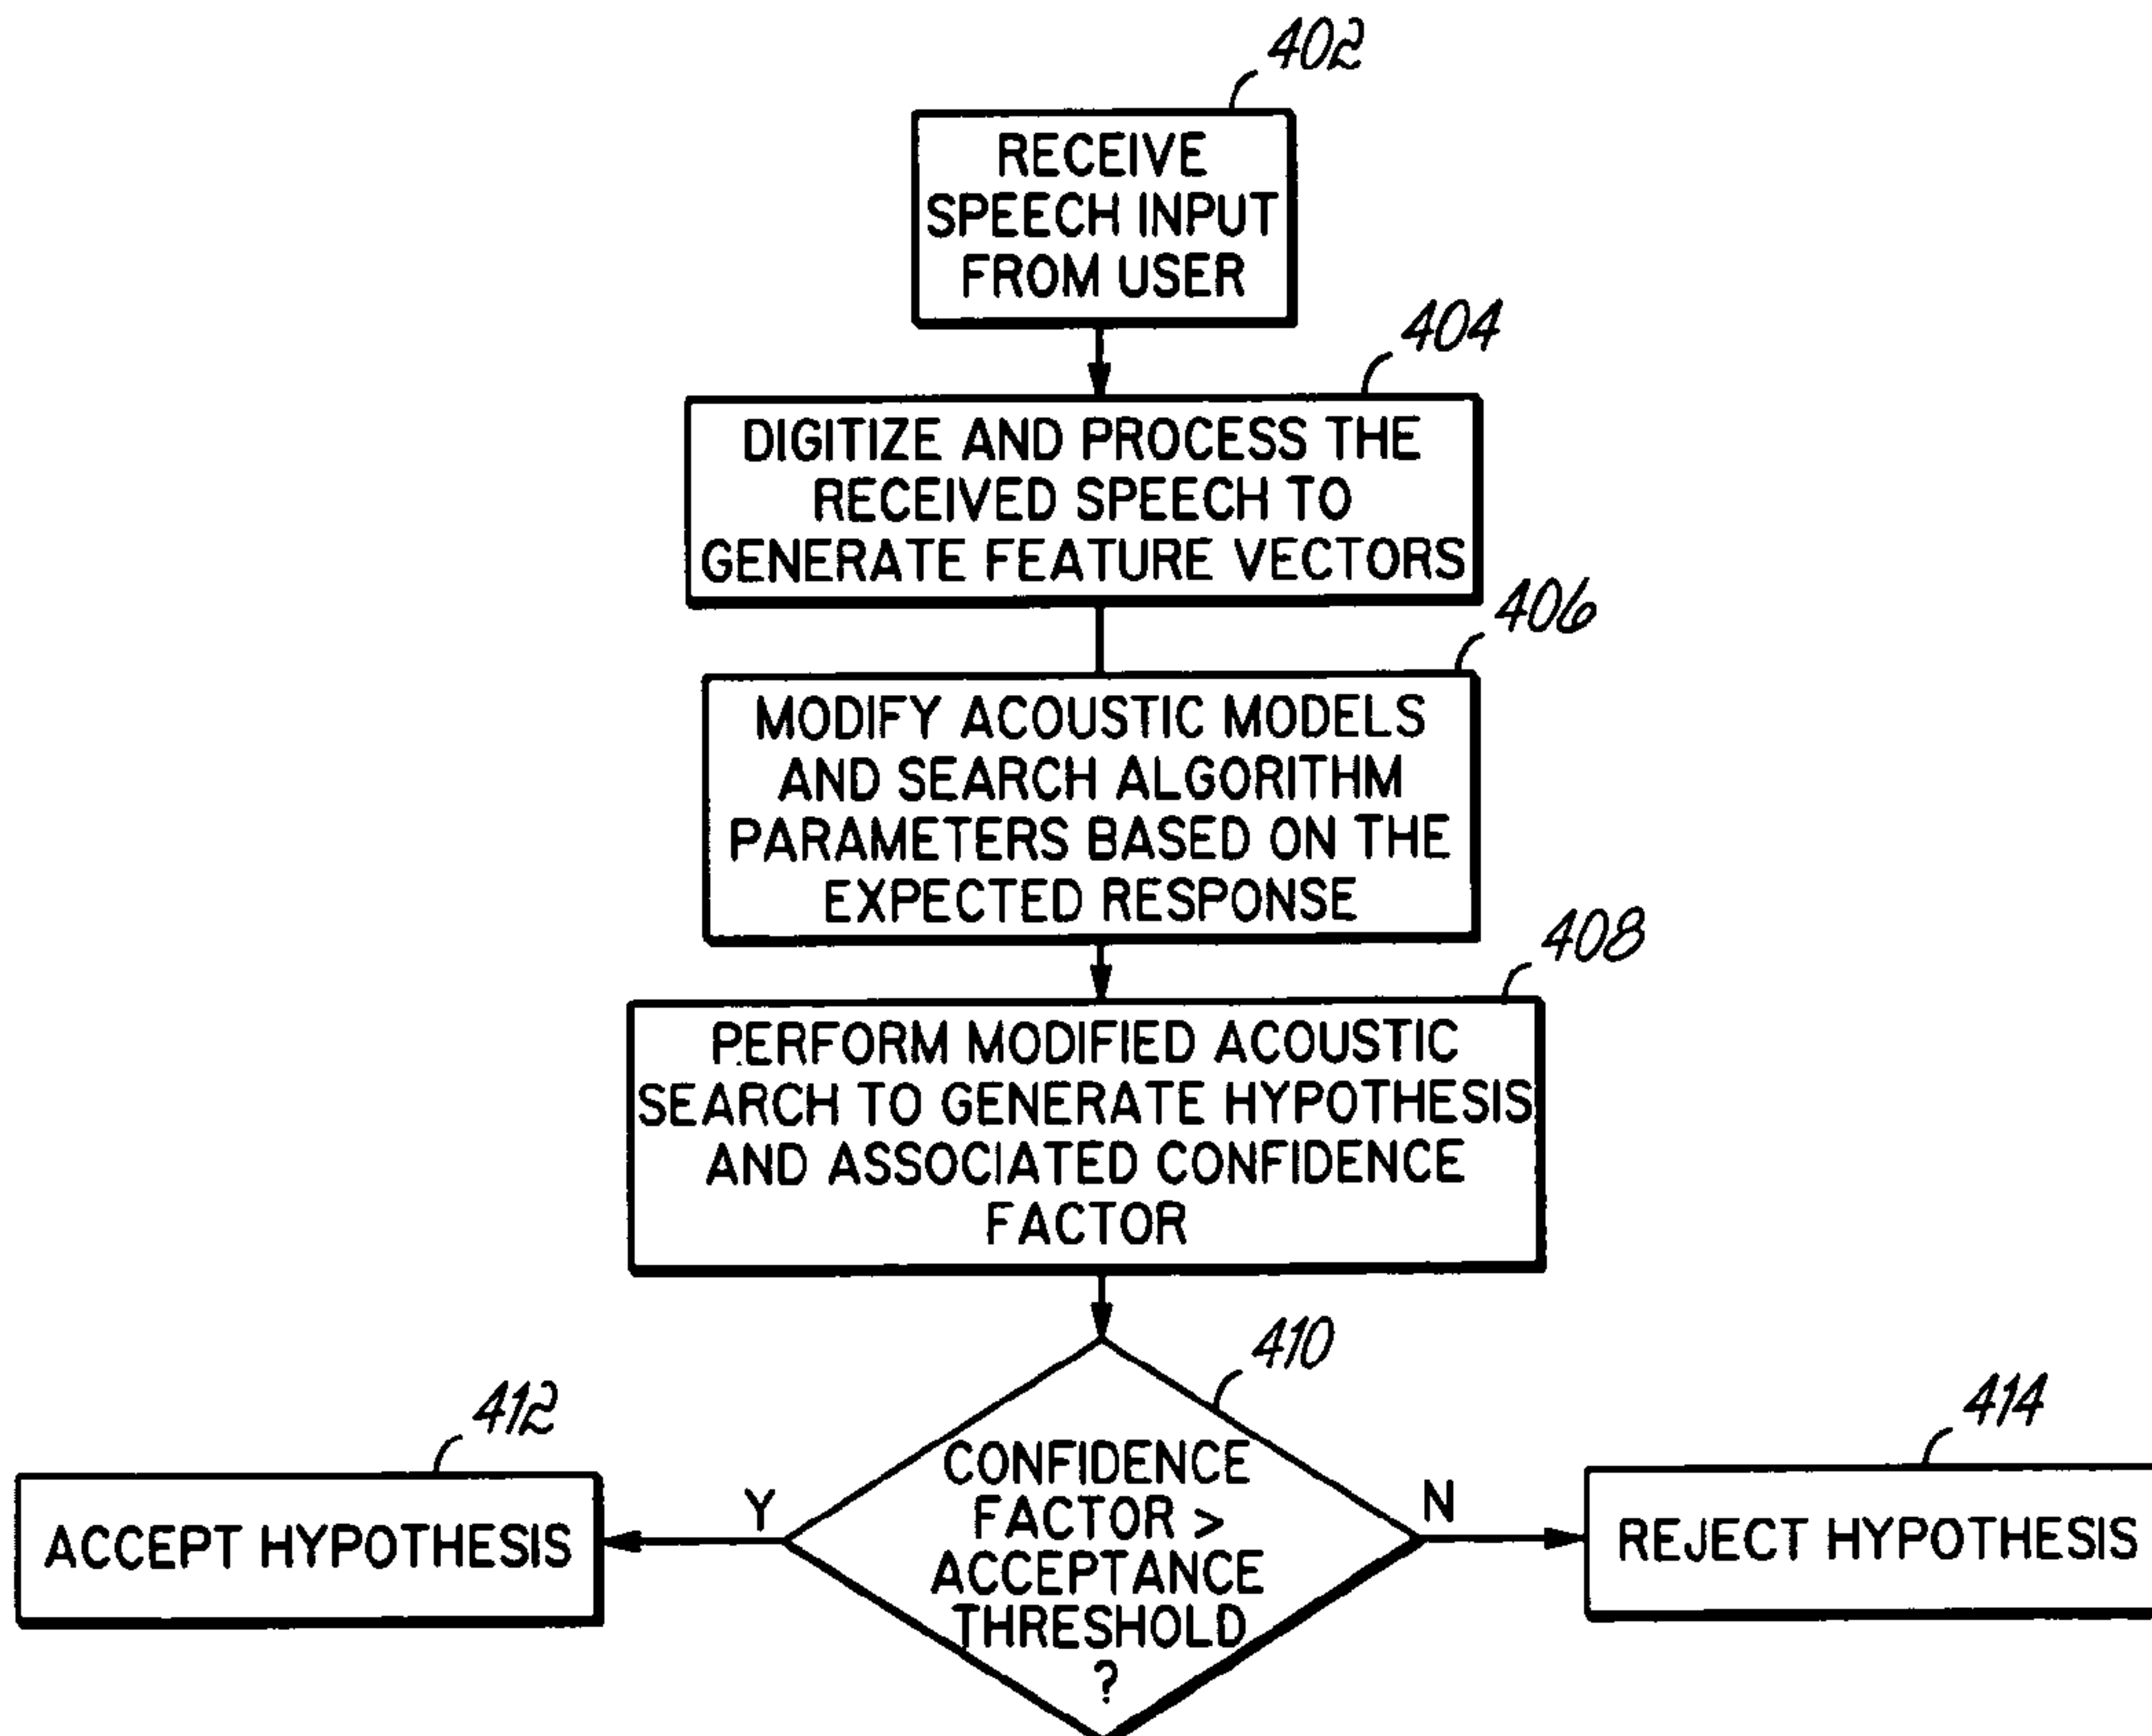 402
RECEIVE
SPEECH INPUT
FROM USER
404
DIGITIZE AND PROCESS THE
RECEIVED SPEECH TO
GENERATE FEATURE VECTORS
406
MODIFY ACOUSTIC MODELS
AND SEARCH ALGORITHM
PARAMETERS BASED ON THE
EXPECTED RESPONSE
408
PERFORM MODIFIED ACOUSTIC
SEARCH TO GENERATE HYPOTHESIS
AND ASSOCIATED CONFIDENCE
FACTOR
410
CONFIDENCE
FACTOR >
ACCEPTANCE
THRESHOLD
?
Y
412
ACCEPT HYPOTHESIS
N
414
REJECT HYPOTHESIS